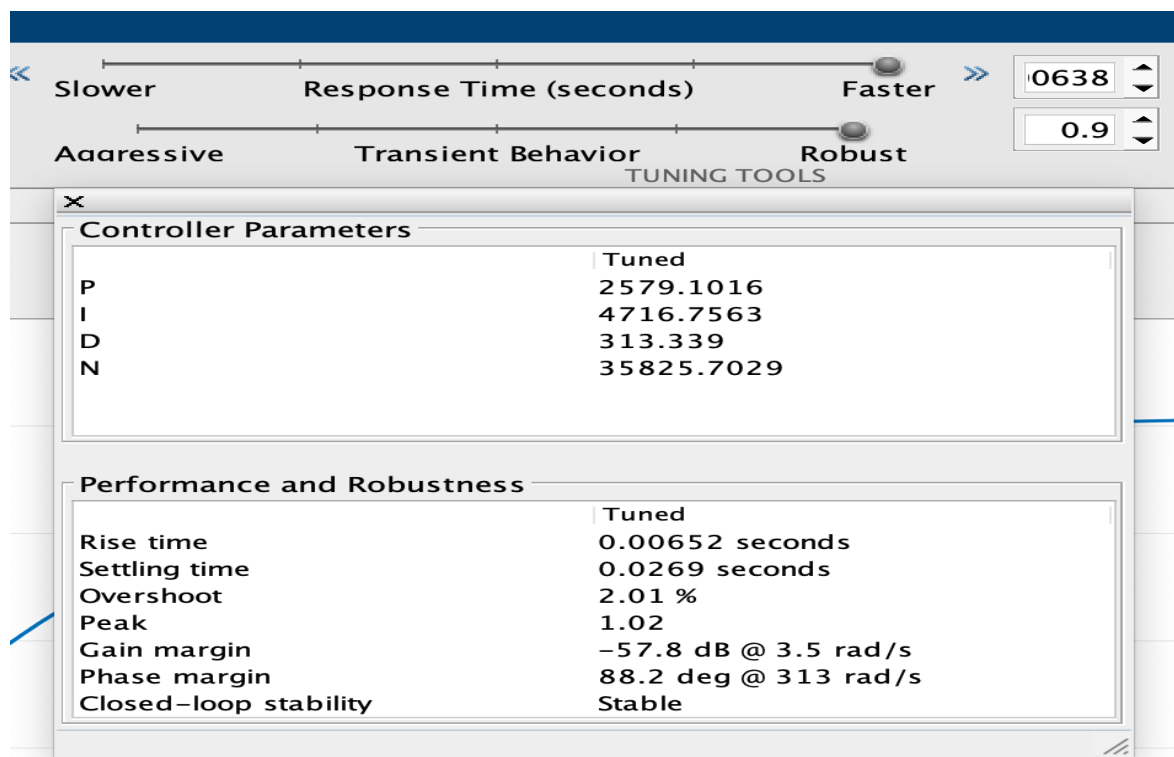 «
Slower Response Time (seconds) Faster » 0638
Aggressive Transient Behavior Robust 0.9
TUNING TOOLS
Controller Parameters
Tuned
P 2579.1016
I 4716.7563
D 313.339
N 35825.7029
Performance and Robustness
Tuned
Rise time 0.00652 seconds
Settling time 0.0269 seconds
Overshoot 2.01 %
Peak 1.02
Gain margin -57.8 dB @ 3.5 rad/s
Phase margin 88.2 deg @ 313 rad/s
Closed-loop stability Stable